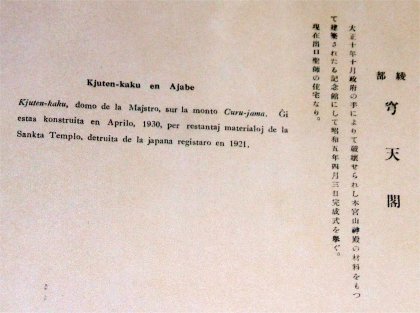 Kjuten-kaku en Ajabe
Kjuten-kaku, domo de la Majstro, sur la monto Curu-jama. Ĝi
estas konstruita en Aprilo, 1930, per restantaj materialoj de la
Sankta Templo, detruita de la japana registaro en 1921.
綾部
穹天閣
大正十年十月政府の手によりて破壊せられし本宮山神殿の材料をもつ
て建築されたる記念館にして昭和五年四月三日完成式を擧ぐ。
現在出口聖師の住宅なり。